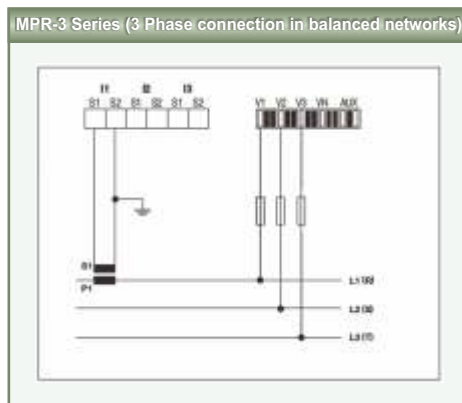 MPR-3 Series (3 Phase connection in balanced networks)
I1 I2 I3
S1 S2 S1 S2 S1 S2 V1 V2 V3 VN AUX
S1
P1
L1 (R)
L2 (S)
L3 (T)